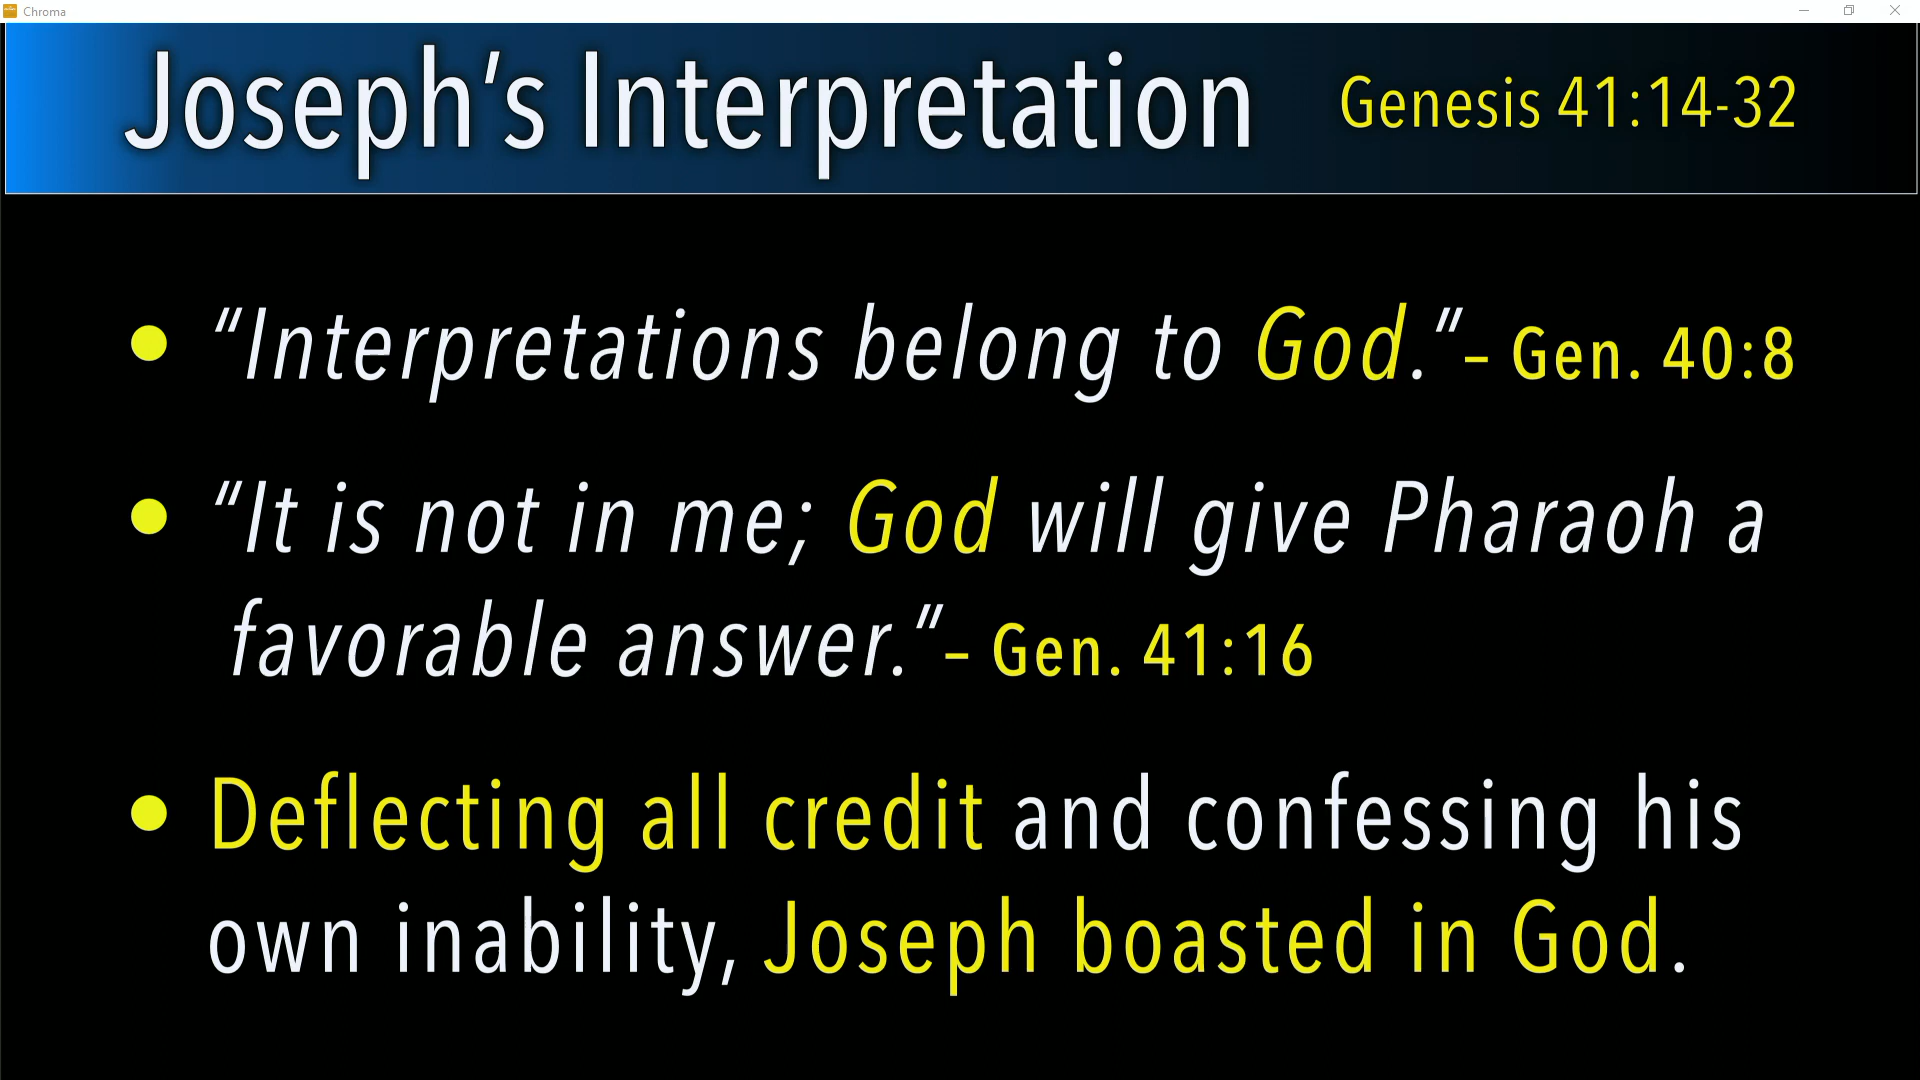 Chroma
Joseph’s Interpretation Genesis 41:14-32
• “Interpretations belong to God.”– Gen. 40:8
• “It is not in me; God will give Pharaoh a
favorable answer.”– Gen. 41:16
• Deflecting all credit and confessing his
own inability, Joseph boasted in God.